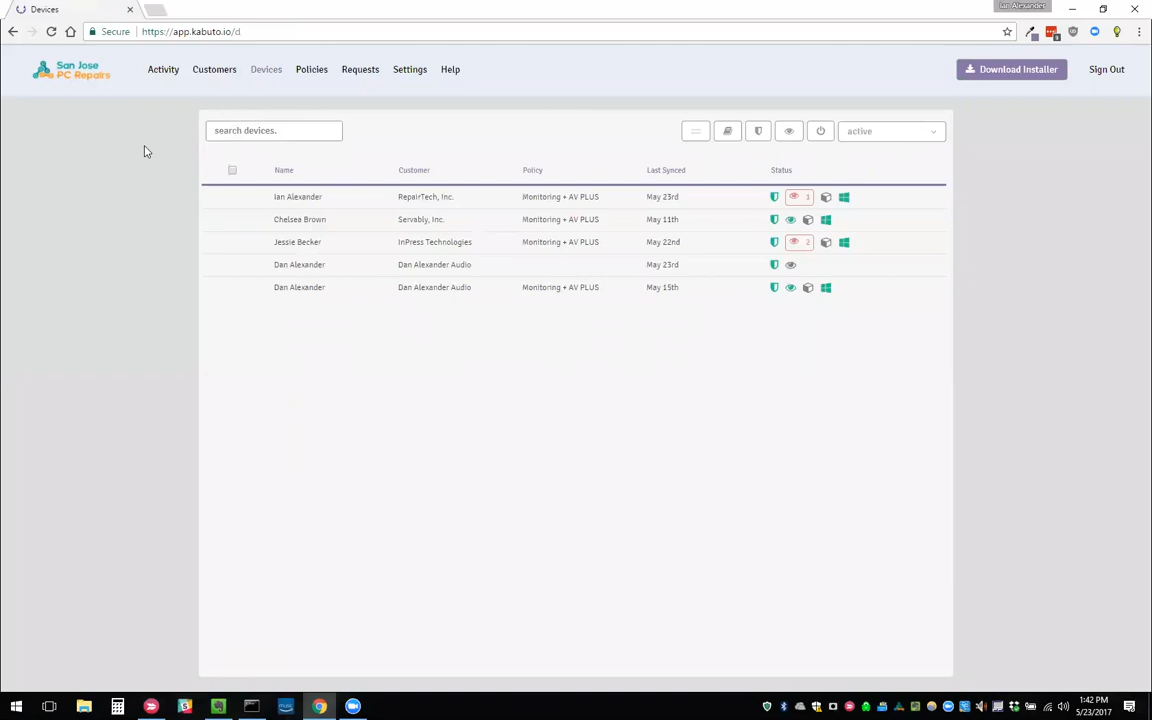 Devices
Ian Alexander
Secure
https://app.kabuto.io/d
San Jose
PC Repairs
Activity
Customers
Devices
Policies
Requests
Settings
Help
Download Installer
Sign Out
search devices.
active
Name Customer Policy Last Synced Status
Ian Alexander RepairTech, Inc. Monitoring + AV PLUS May 23rd 1
Chelsea Brown Servably, Inc. Monitoring + AV PLUS May 11th
Jessie Becker InPress Technologies Monitoring + AV PLUS May 22nd 2
Dan Alexander Dan Alexander Audio May 23rd
Dan Alexander Dan Alexander Audio Monitoring + AV PLUS May 15th
music
1:42 PM
5/23/2017